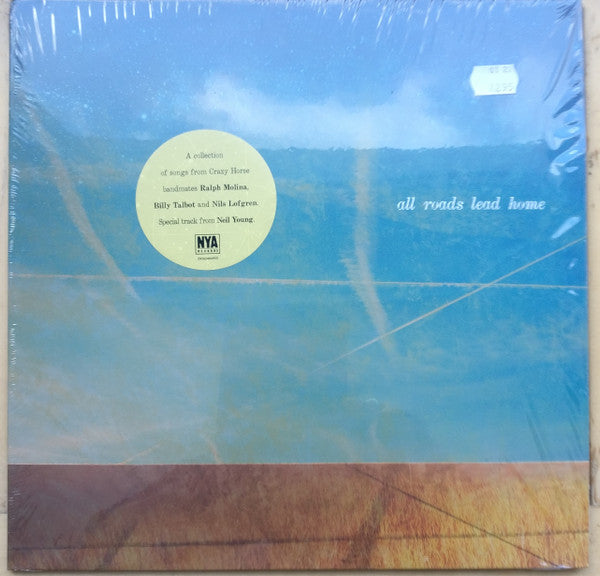 A collection
of songs from Crazy Horse
bandmates Ralph Molina,
Billy Talbot and Nils Lofgren.
Special track from Neil Young.
NYA
RECORDS
all roads lead home